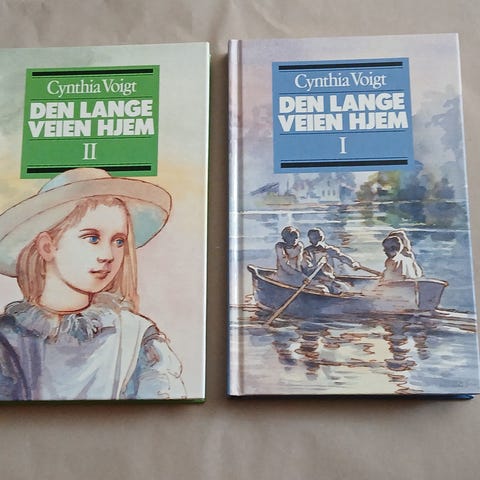 Cynthia Voigt
DEN LANGE
VEIEN HJEM
II
Cynthia Voigt
DEN LANGE
VEIEN HJEM
I